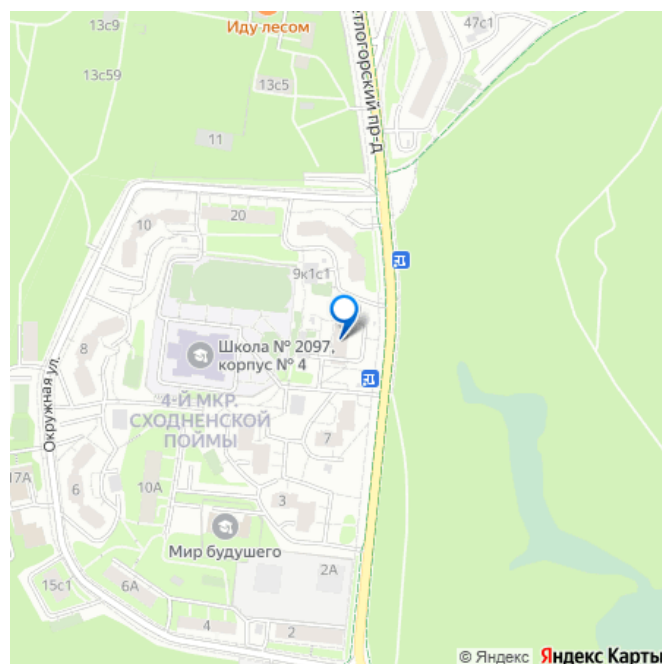 13с9
Иду лесом
47с1
13с59
13с5
етлогорский пр-д
11
10
20
9к1с1
8
Школа № 2097,
корпус № 4
Окружная ул.
4-Й МКР.
СХОДНЕНСКОЙ
ПОЙМЫ
7
17А
6
10А
3
Мир будушего
2А
15с1
6А
4
2
© Яндекс Яндекс Карты